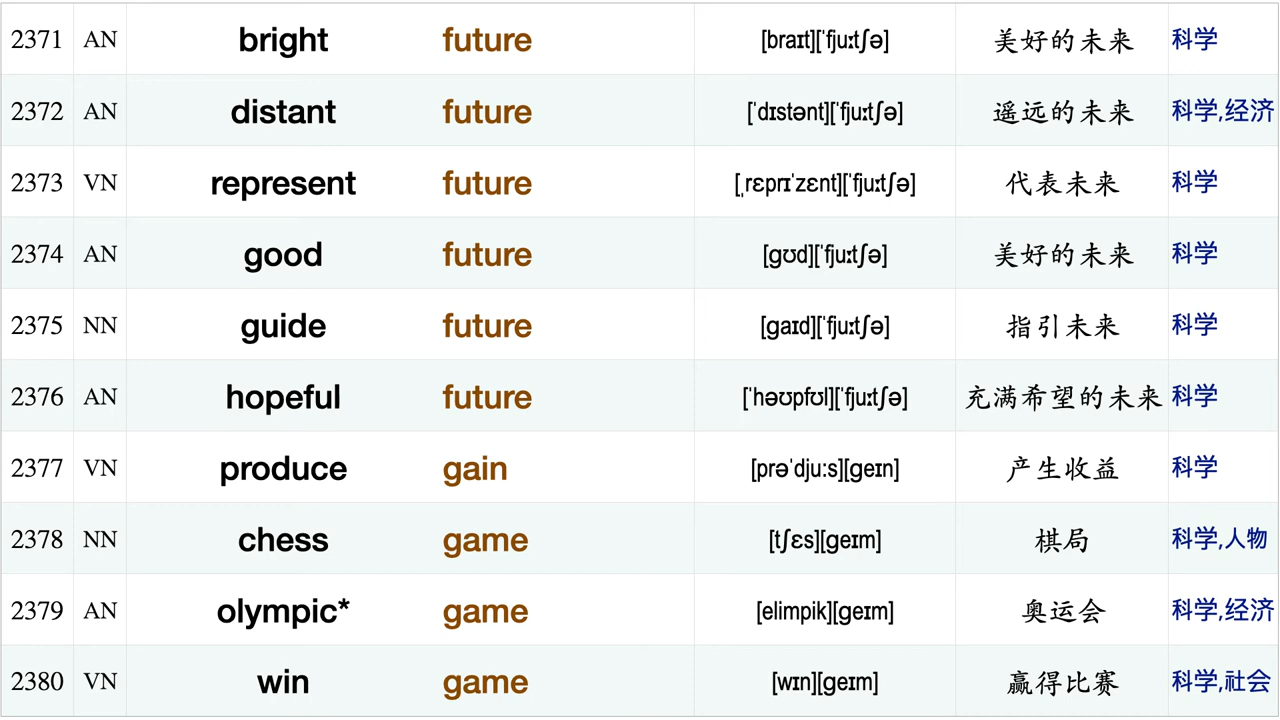 2371 AN bright future [braɪt][ˈfjuːtʃə] 美好的未来 科学
2372 AN distant future [ˈdɪstənt][ˈfjuːtʃə] 遥远的未来 科学,经济
2373 VN represent future [ˌrɛprɪˈzɛnt][ˈfjuːtʃə] 代表未来 科学
2374 AN good future [gʊd][ˈfjuːtʃə] 美好的未来 科学
2375 NN guide future [gaɪd][ˈfjuːtʃə] 指引未来 科学
2376 AN hopeful future [ˈhəʊpfʊl][ˈfjuːtʃə] 充满希望的未来 科学
2377 VN produce gain [prəˈdju:s][geɪn] 产生收益 科学
2378 NN chess game [tʃɛs][geɪm] 棋局 科学,人物
2379 AN olympic* game [elimpik][geɪm] 奥运会 科学,经济
2380 VN win game [wɪn][geɪm] 赢得比赛 科学,社会